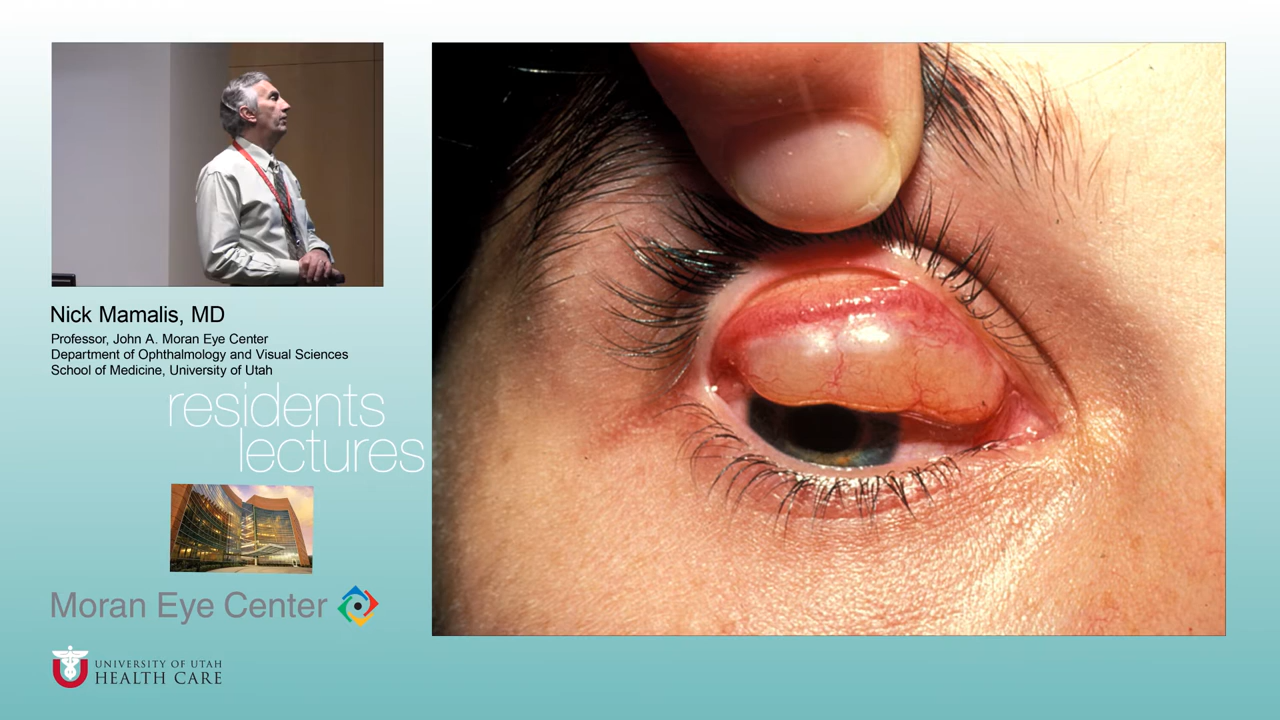 Nick Mamalis, MD
Professor, John A. Moran Eye Center
Department of Ophthalmology and Visual Sciences
School of Medicine, University of Utah
residents
lectures
Moran Eye Center
UNIVERSITY OF UTAH
HEALTH CARE